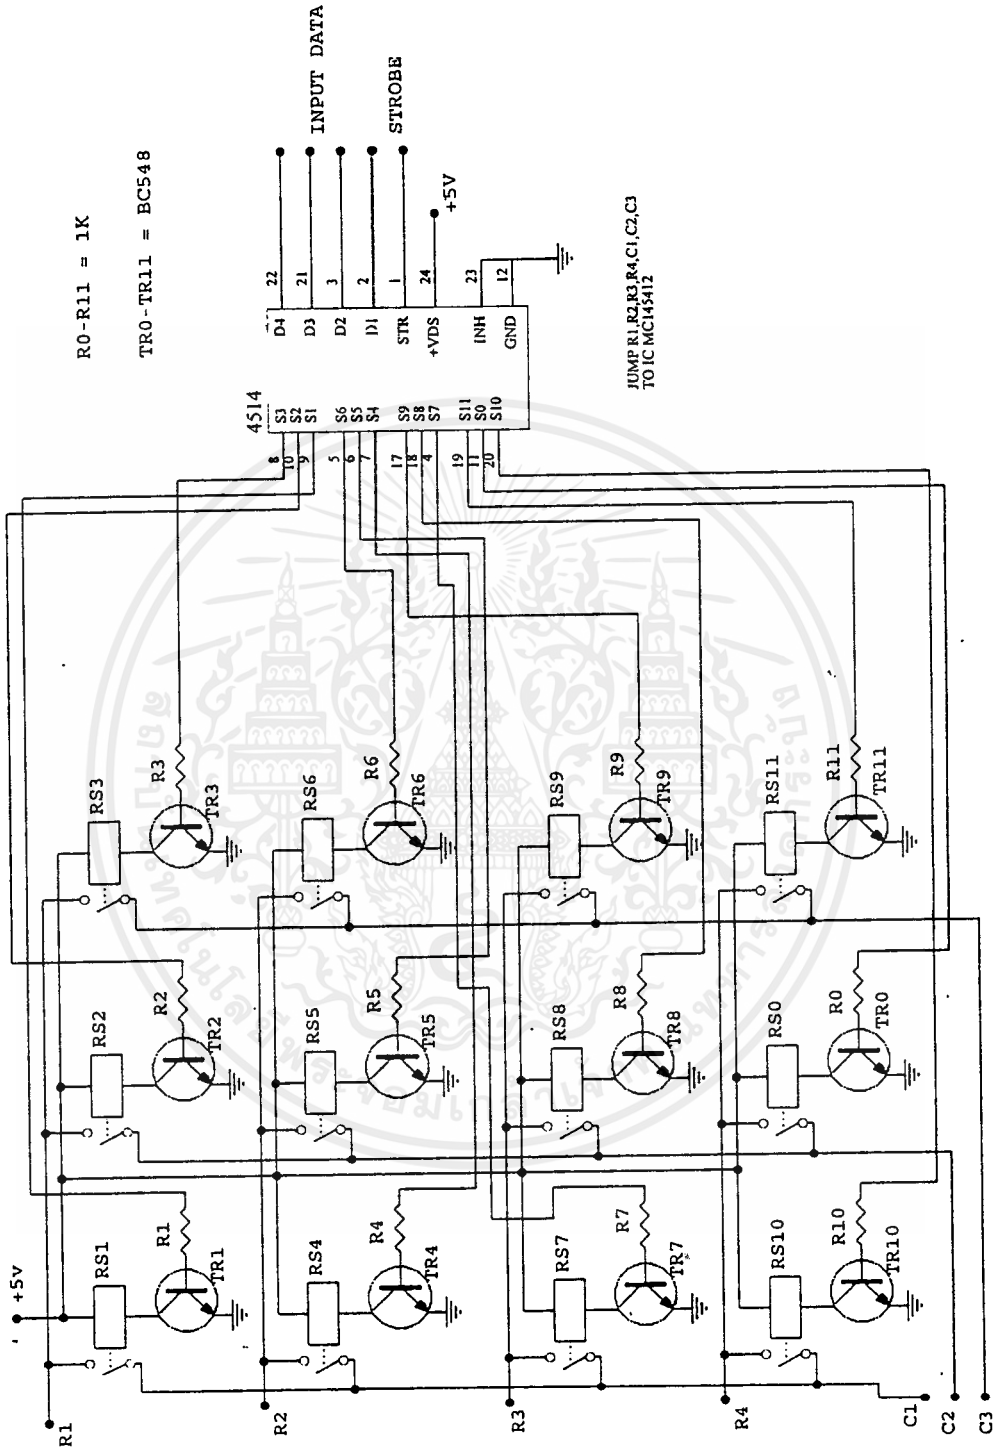 R0-R11 = 1K
TR0-TR11 = BC548
+5v
R1
RS1
R1
TR1
RS2
R2
TR2
RS3
R3
TR3
R2
RS4
R4
TR4
RS5
R5
TR5
RS6
R6
TR6
R3
RS7
R7
TR7
RS8
R8
TR8
RS9
R9
TR9
R4
RS10
R10
TR10
RS0
R0
TR0
RS11
R11
TR11
C1
C2
C3
4514
8 S3
10 S2
9 S1
5 S6
6 S5
7 S4
17 S9
18 S8
4 S7
19 S11
11 S0
20 S10
D4 22
D3 21
D2 3
D1 2
STR 1
+VDS 24
INH 23
GND 12
INPUT DATA
STROBE
+5V
JUMP R1,R2,R3,R4,C1,C2,C3
TO IC MC145412